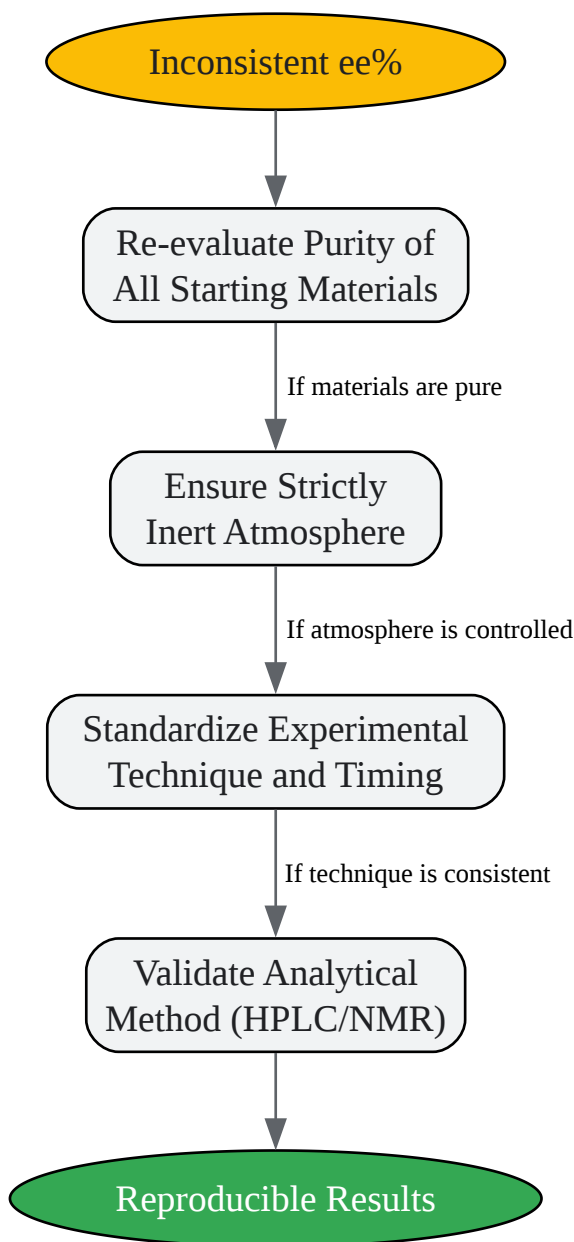 Inconsistent ee%
Re-evaluate Purity of
All Starting Materials
If materials are pure
Ensure Strictly
Inert Atmosphere
If atmosphere is controlled
Standardize Experimental
Technique and Timing
If technique is consistent
Validate Analytical
Method (HPLC/NMR)
Reproducible Results